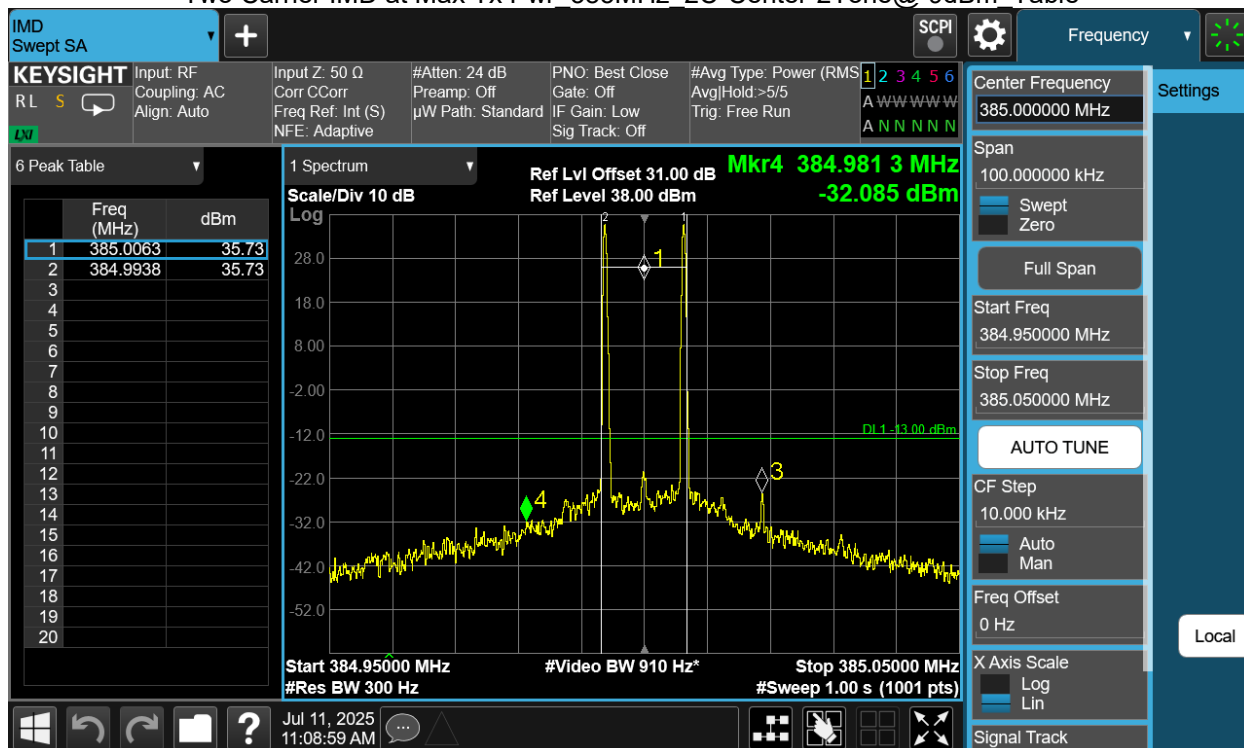 IMD
Swept SA
+
SCPI
Frequency
KEYSIGHT
RL S
LXI
Input: RF
Coupling: AC
Align: Auto
Input Z: 50 Ω
Corr CCorr
Freq Ref: Int (S)
NFE: Adaptive
#Atten: 24 dB
Preamp: Off
µW Path: Standard
PNO: Best Close
Gate: Off
IF Gain: Low
Sig Track: Off
#Avg Type: Power (RMS
Avg|Hold:>5/5
Trig: Free Run
1 2 3 4 5 6
A W W W W W
A N N N N N
6 Peak Table
Freq (MHz) dBm
1 385.0063 35.73
2 384.9938 35.73
3
4
5
6
7
8
9
10
11
12
13
14
15
16
17
18
19
20
1 Spectrum
Scale/Div 10 dB
Log
Ref Lvl Offset 31.00 dB
Ref Level 38.00 dBm
Mkr4 384.981 3 MHz
-32.085 dBm
2 1
1
28.0
18.0
8.00
-2.00
-12.0
-22.0
-32.0
-42.0
-52.0
DL1 -13.00 dBm
3
4
Start 384.95000 MHz
#Res BW 300 Hz
#Video BW 910 Hz*
Stop 385.05000 MHz
#Sweep 1.00 s (1001 pts)
Center Frequency
385.000000 MHz
Settings
Span
100.000000 kHz
Swept
Zero
Full Span
Start Freq
384.950000 MHz
Stop Freq
385.050000 MHz
AUTO TUNE
CF Step
10.000 kHz
Auto
Man
Freq Offset
0 Hz
Local
X Axis Scale
Log
Lin
Signal Track
?
Jul 11, 2025
11:08:59 AM